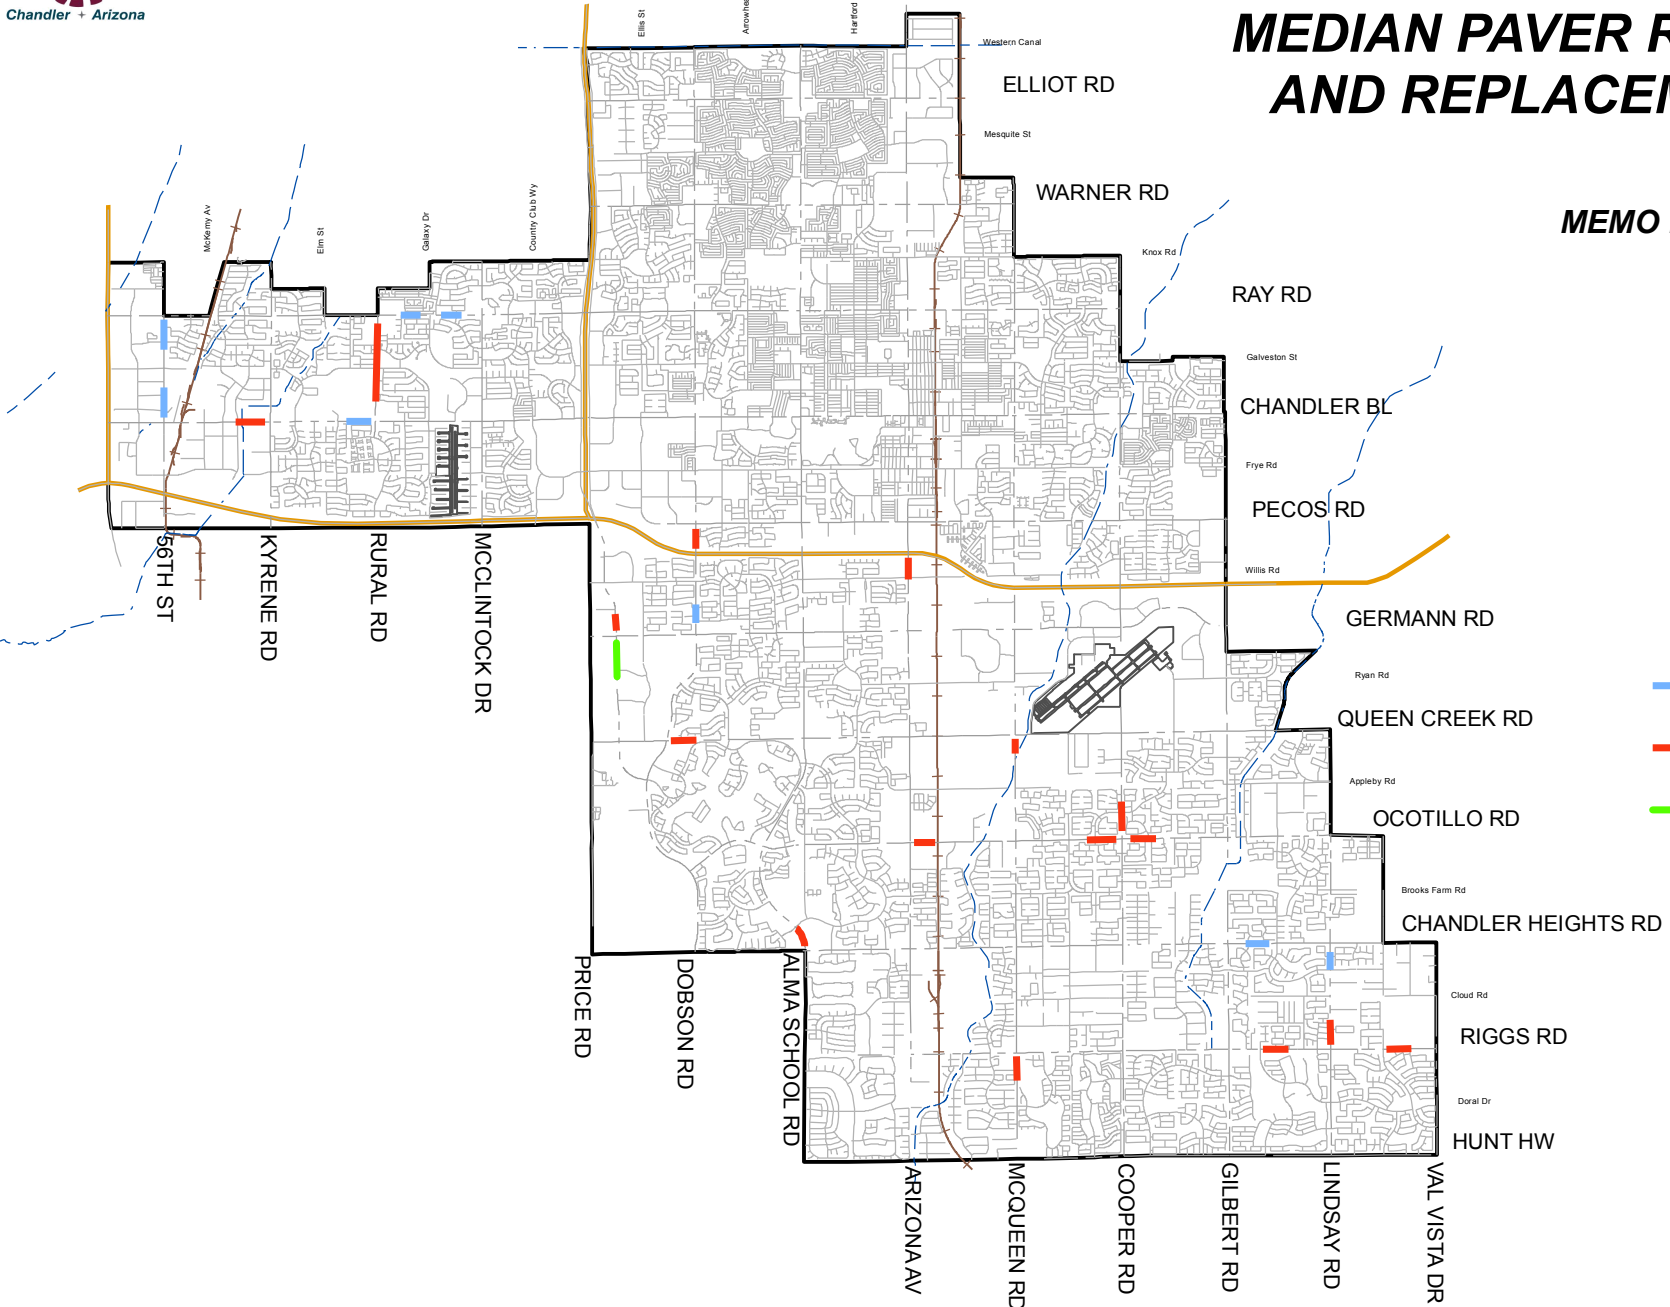 Chandler + Arizona
MEDIAN PAVER R
AND REPLACEM
MEMO
Ellis St
Arrowhe
Hartford
Western Canal
ELLIOT RD
Mesquite St
WARNER RD
Knox Rd
RAY RD
Galveston St
CHANDLER BL
Frye Rd
PECOS RD
Willis Rd
GERMANN RD
Ryan Rd
QUEEN CREEK RD
Appleby Rd
OCOTILLO RD
Brooks Farm Rd
CHANDLER HEIGHTS RD
Cloud Rd
RIGGS RD
Doral Dr
HUNT HW
McKemy Av
Elm St
Galaxy Dr
Country Club Wy
56TH ST
KYRENE RD
RURAL RD
MCCLINTOCK DR
PRICE RD
DOBSON RD
ALMA SCHOOL RD
ARIZONA AV
MCQUEEN RD
COOPER RD
GILBERT RD
LINDSAY RD
VAL VISTA DR